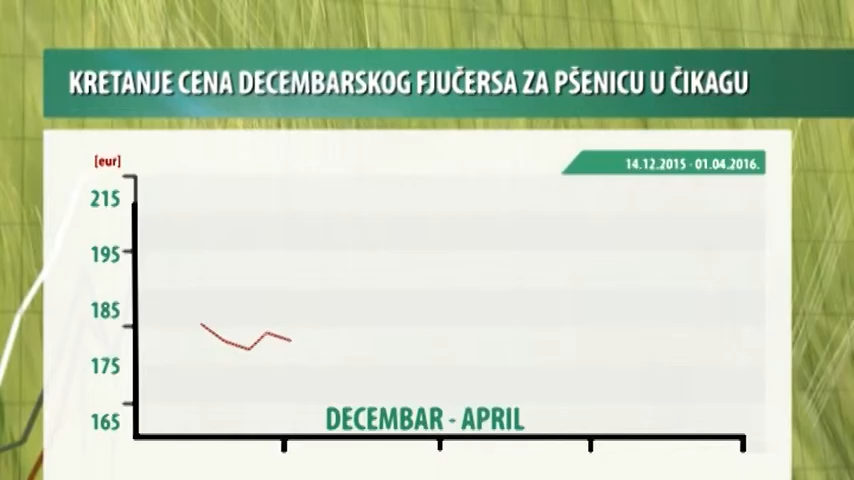 KRETANJE CENA DECEMBARSKOG FJUČERSA ZA PŠENICU U ČIKAGU
[eur]
14.12.2015 - 01.04.2016.
215
195
185
175
165
DECEMBAR - APRIL